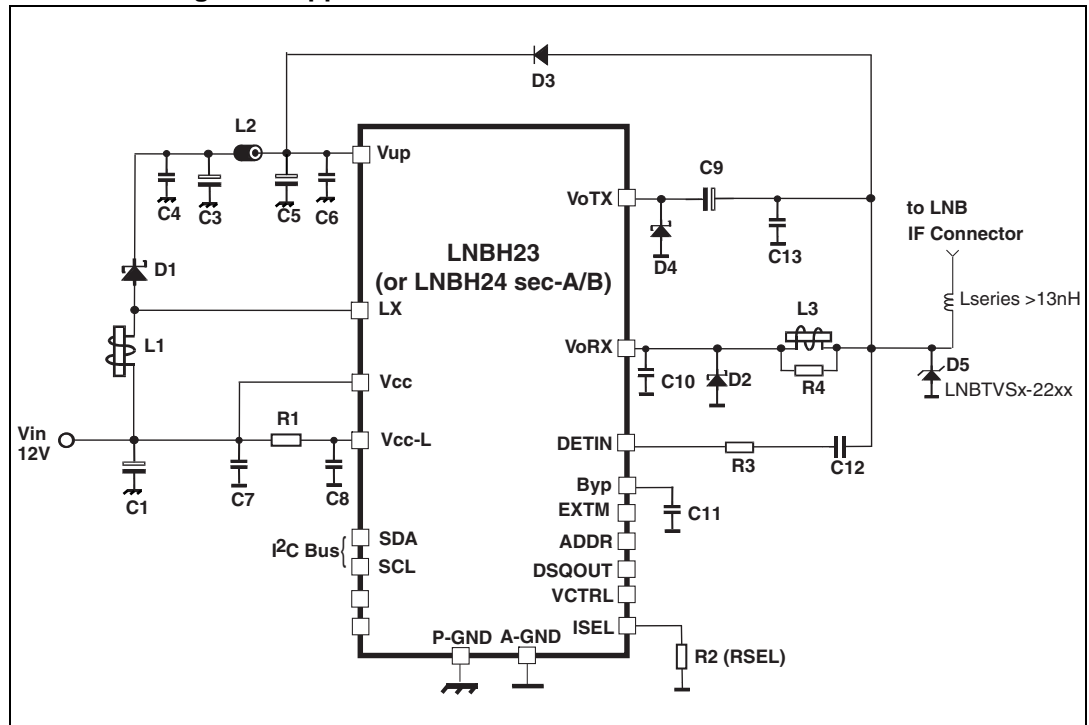 D3
L2
Vup
C4
C3
C5
C6
C9
VoTX
to LNB
IF Connector
D4
C13
LNBH23
(or LNBH24 sec-A/B)
D1
LX
Lseries >13nH
L3
L1
VoRX
C10
D2
R4
D5
LNBTVSx-22xx
Vcc
R1
Vin
12V
Vcc-L
DETIN
R3
C12
C1
C7
C8
Byp
C11
EXTM
I2C Bus
SDA
SCL
ADDR
DSQOUT
VCTRL
ISEL
P-GND A-GND
R2 (RSEL)